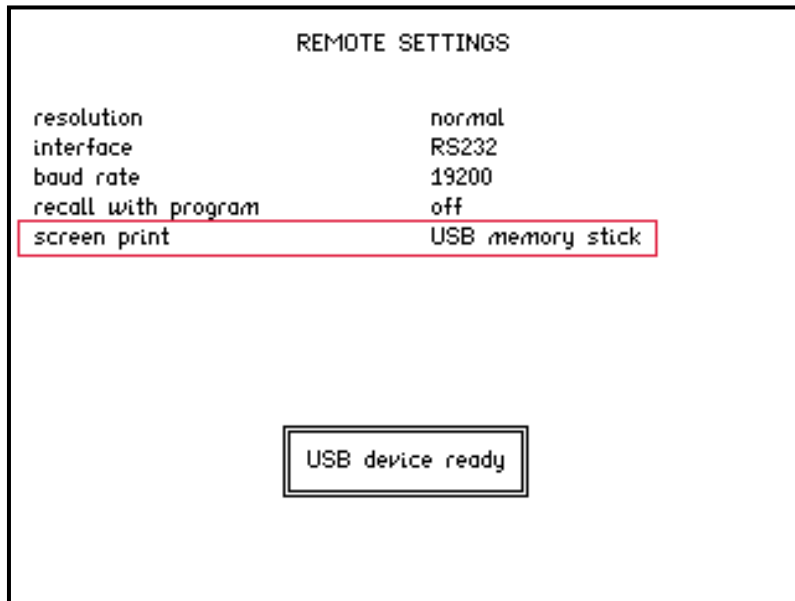 REMOTE SETTINGS
resolution normal
interface RS232
baud rate 19200
recall with program off
screen print USB memory stick
USB device ready